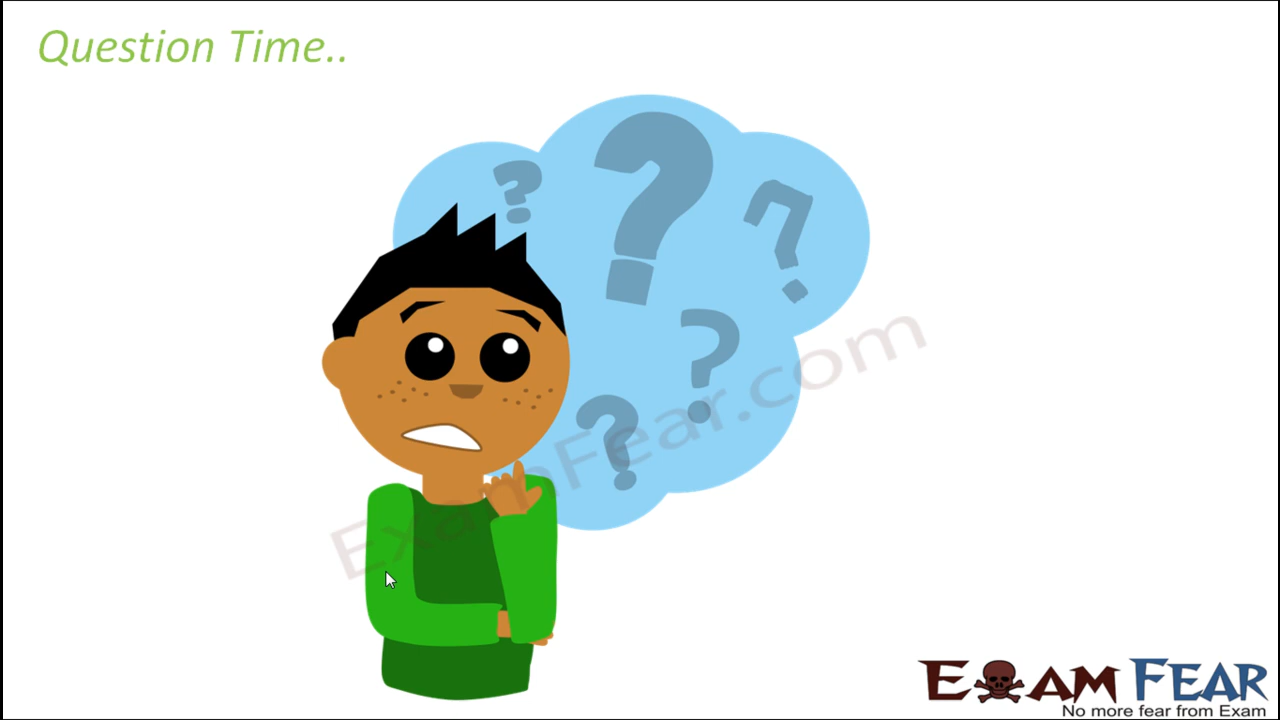 Question Time..
? ? ?
?
?
ExamFear.com
EXAM FEAR
No more fear from Exam